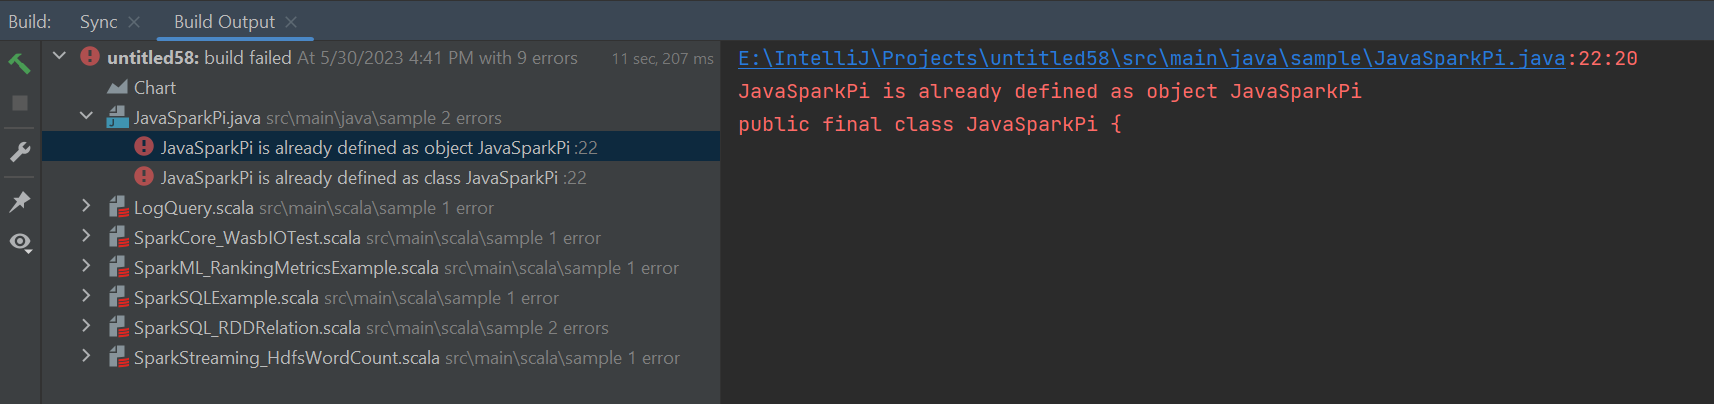 Build: Sync Build Output
untitled58: build failed At 5/30/2023 4:41 PM with 9 errors 11 sec, 207 ms
Chart
JavaSparkPi.java src\main\java\sample 2 errors
JavaSparkPi is already defined as object JavaSparkPi :22
JavaSparkPi is already defined as class JavaSparkPi :22
LogQuery.scala src\main\scala\sample 1 error
SparkCore_WasbIOTest.scala src\main\scala\sample 1 error
SparkML_RankingMetricsExample.scala src\main\scala\sample 1 error
SparkSQLExample.scala src\main\scala\sample 1 error
SparkSQL_RDDRelation.scala src\main\scala\sample 2 errors
SparkStreaming_HdfsWordCount.scala src\main\scala\sample 1 error
E:\IntelliJ\Projects\untitled58\src\main\java\sample\JavaSparkPi.java:22:20
JavaSparkPi is already defined as object JavaSparkPi
public final class JavaSparkPi {